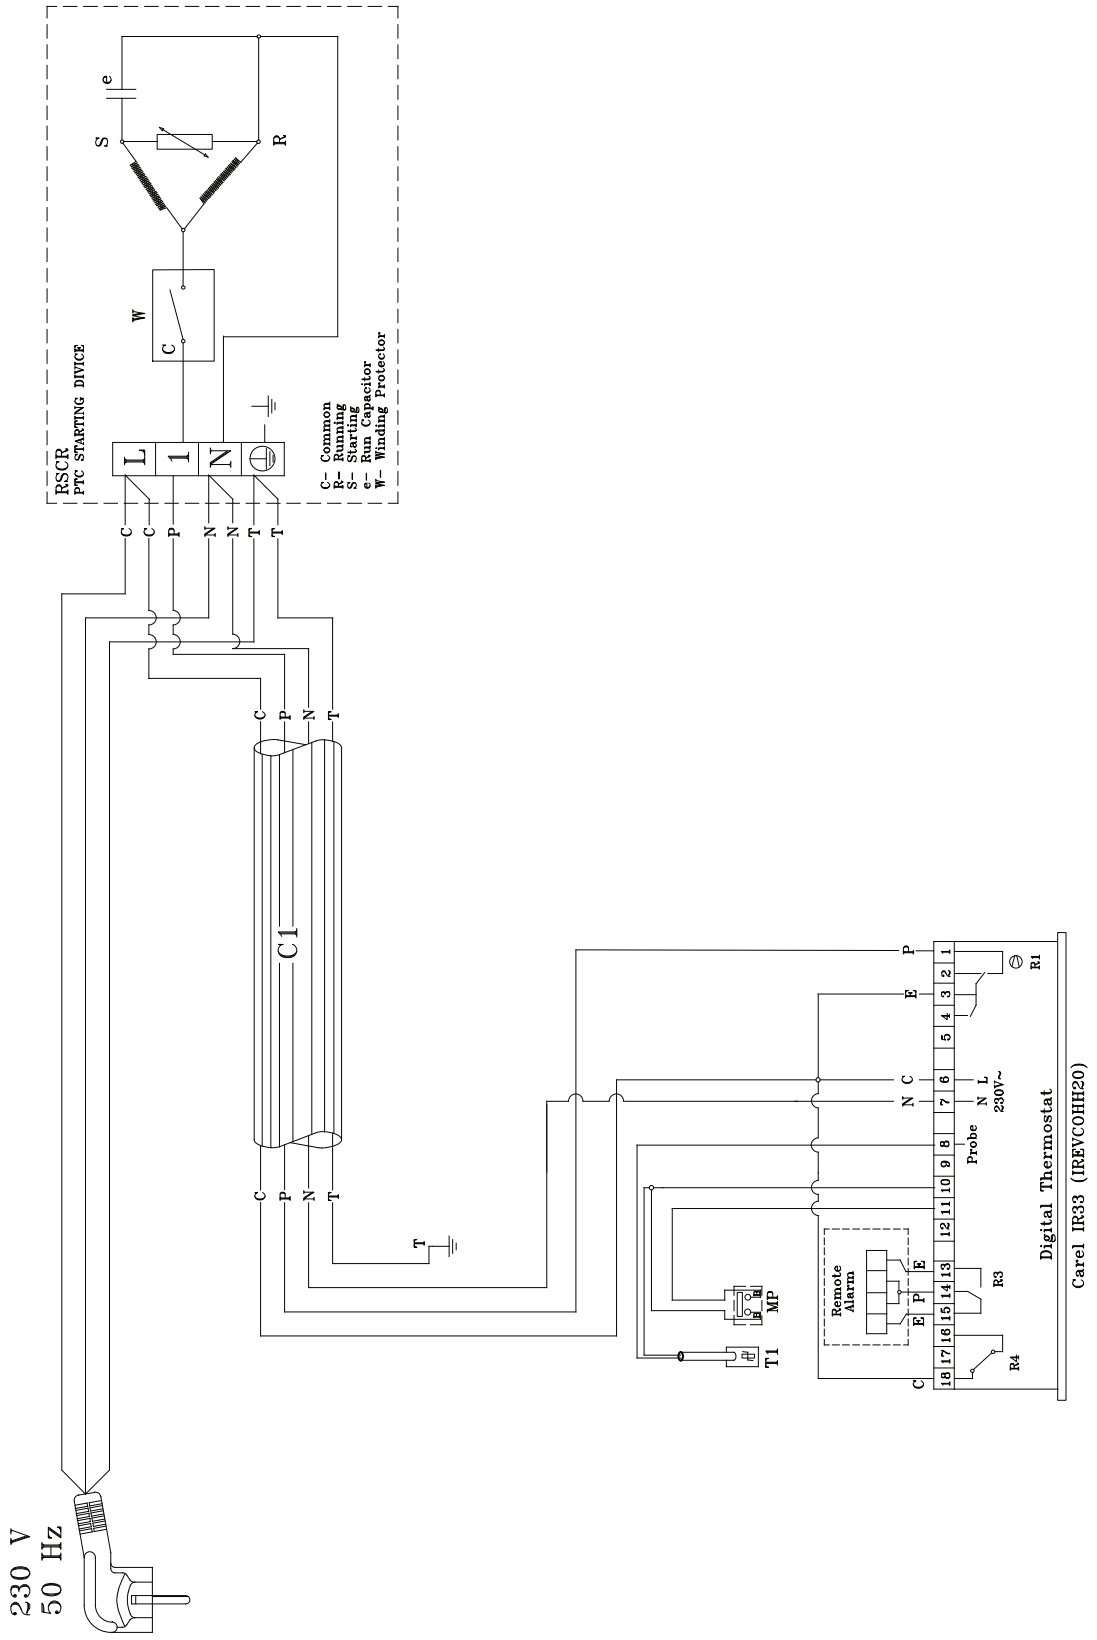 230 V
50 Hz
RSCR
PTC STARTING DIVICE
C- Common
R- Running
S- Starting
e- Run Capacitor
W- Winding Protector
e
S
R
W
C
L
1
N
C
C
P
N
N
T
T
C
P
N
T
C1
C
P
N
T
T
MP
T1
Remote
Alarm
P
E
C
N
E
P
E
C
1
2
3
4
5
6
7
8
9
10
11
12
13
14
15
16
17
18
R1
L
N
230V~
Probe
R3
R4
Digital Thermostat
Carel IR33 (IREVC0HH20)